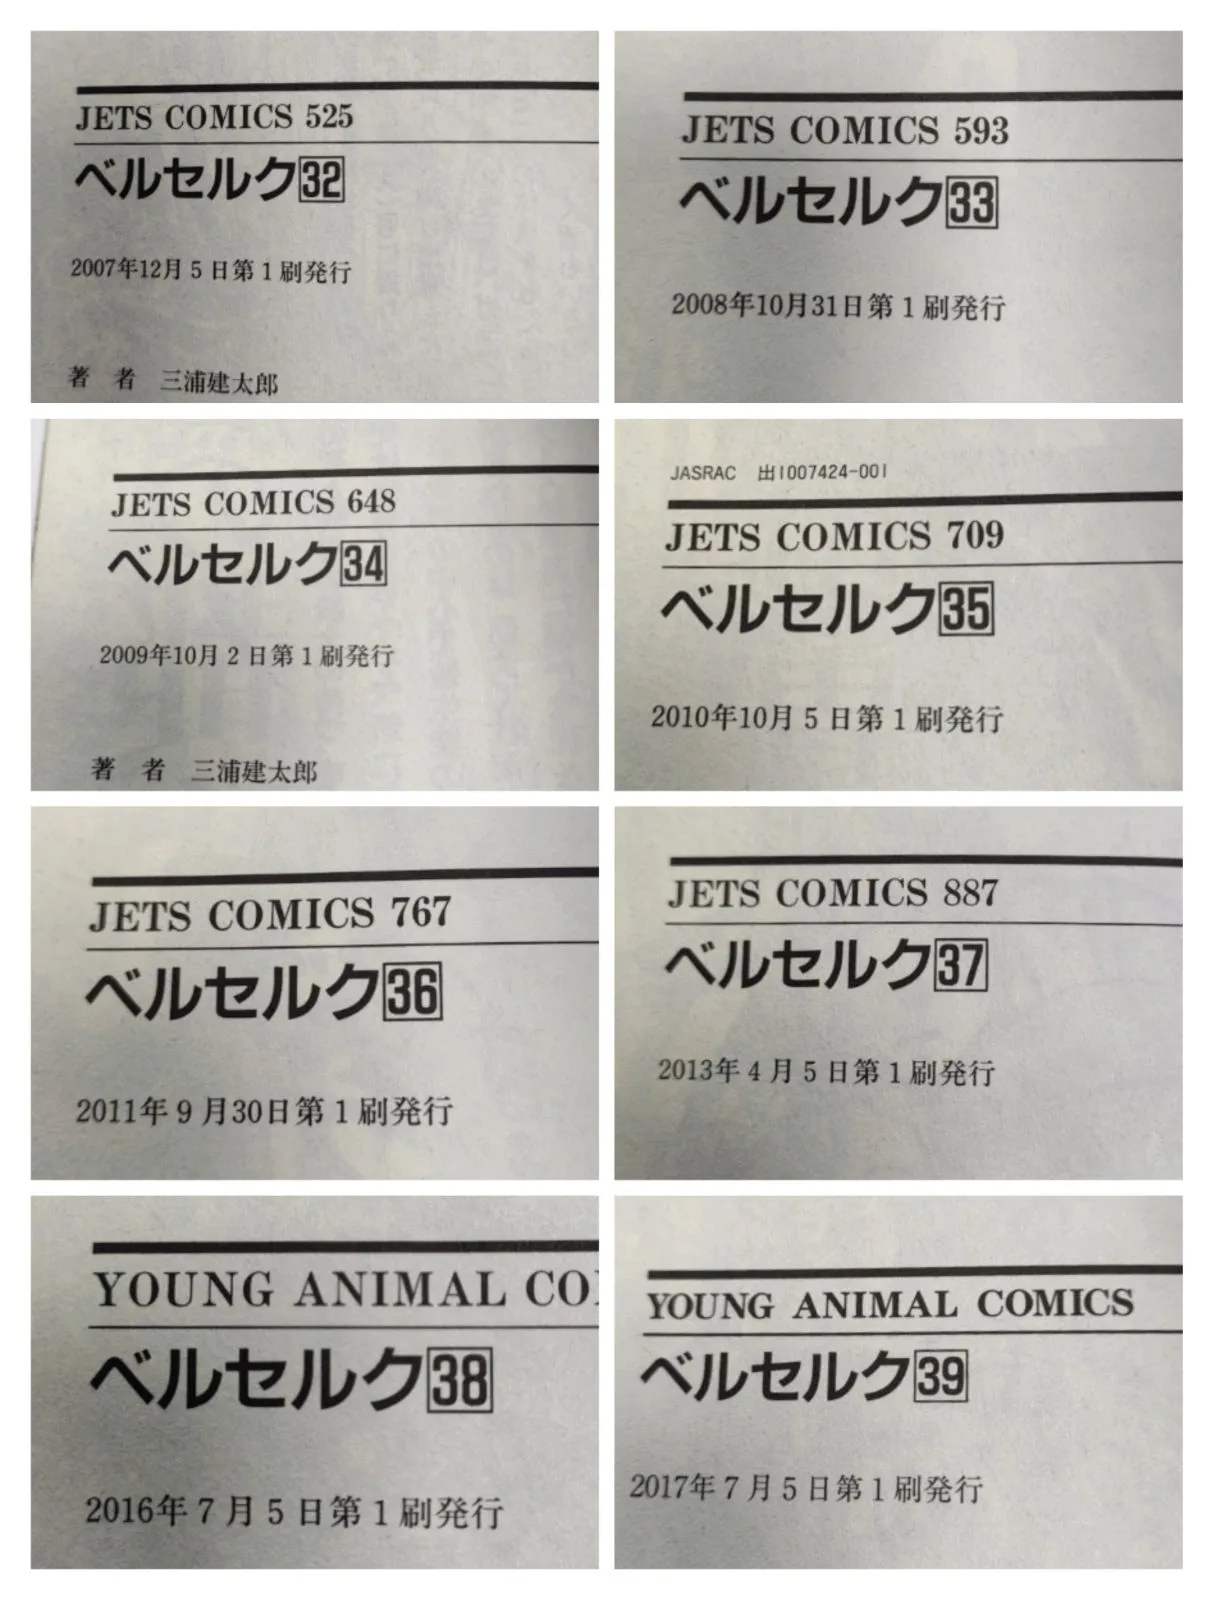 JETS COMICS 525
ベルセルク32
2007年12月5日第1刷発行
著 者 三浦建太郎
JETS COMICS 593
ベルセルク33
2008年10月31日第1刷発行
JETS COMICS 648
ベルセルク34
2009年10月2日第1刷発行
著 者 三浦建太郎
JASRAC 出1007424-001
JETS COMICS 709
ベルセルク35
2010年10月5日第1刷発行
JETS COMICS 767
ベルセルク36
2011年9月30日第1刷発行
JETS COMICS 887
ベルセルク37
2013年4月5日第1刷発行
YOUNG ANIMAL CO
ベルセルク38
2016年7月5日第1刷発行
YOUNG ANIMAL COMICS
ベルセルク39
2017年7月5日第1刷発行